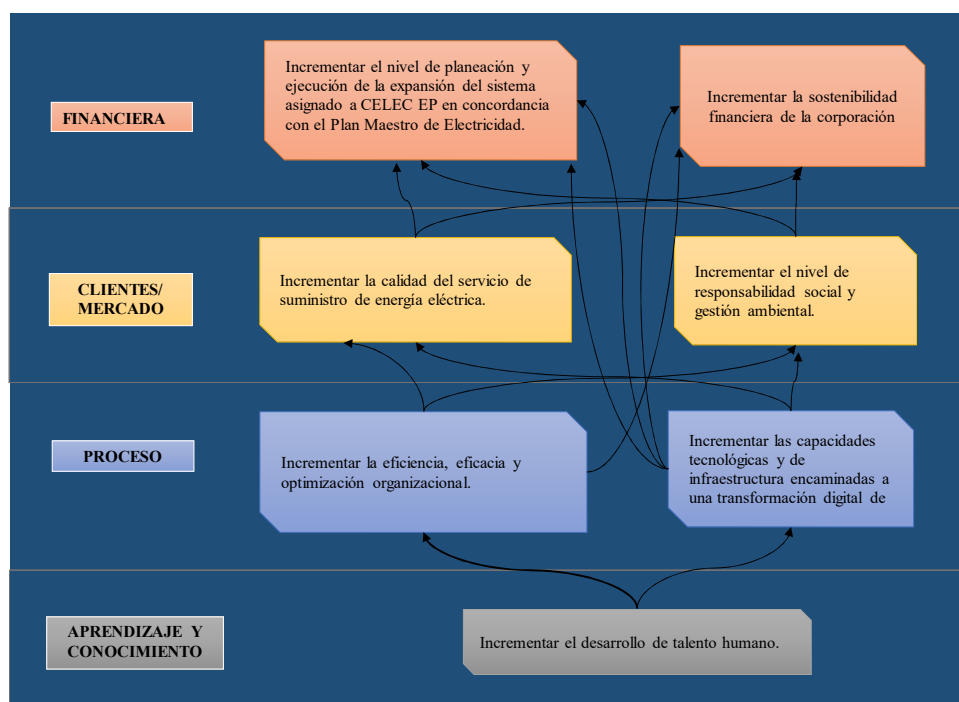 FINANCIERA
Incrementar el nivel de planeación y
ejecución de la expansión del sistema
asignado a CELEC EP en concordancia
con el Plan Maestro de Electricidad.
Incrementar la sostenibilidad
financiera de la corporación
CLIENTES/
MERCADO
Incrementar la calidad del servicio de
suministro de energía eléctrica.
Incrementar el nivel de
responsabilidad social y
gestión ambiental.
PROCESO
Incrementar la eficiencia, eficacia y
optimización organizacional.
Incrementar las capacidades
tecnológicas y de
infraestructura encaminadas a
una transformación digital de
APRENDIZAJE Y
CONOCIMIENTO
Incrementar el desarrollo de talento humano.